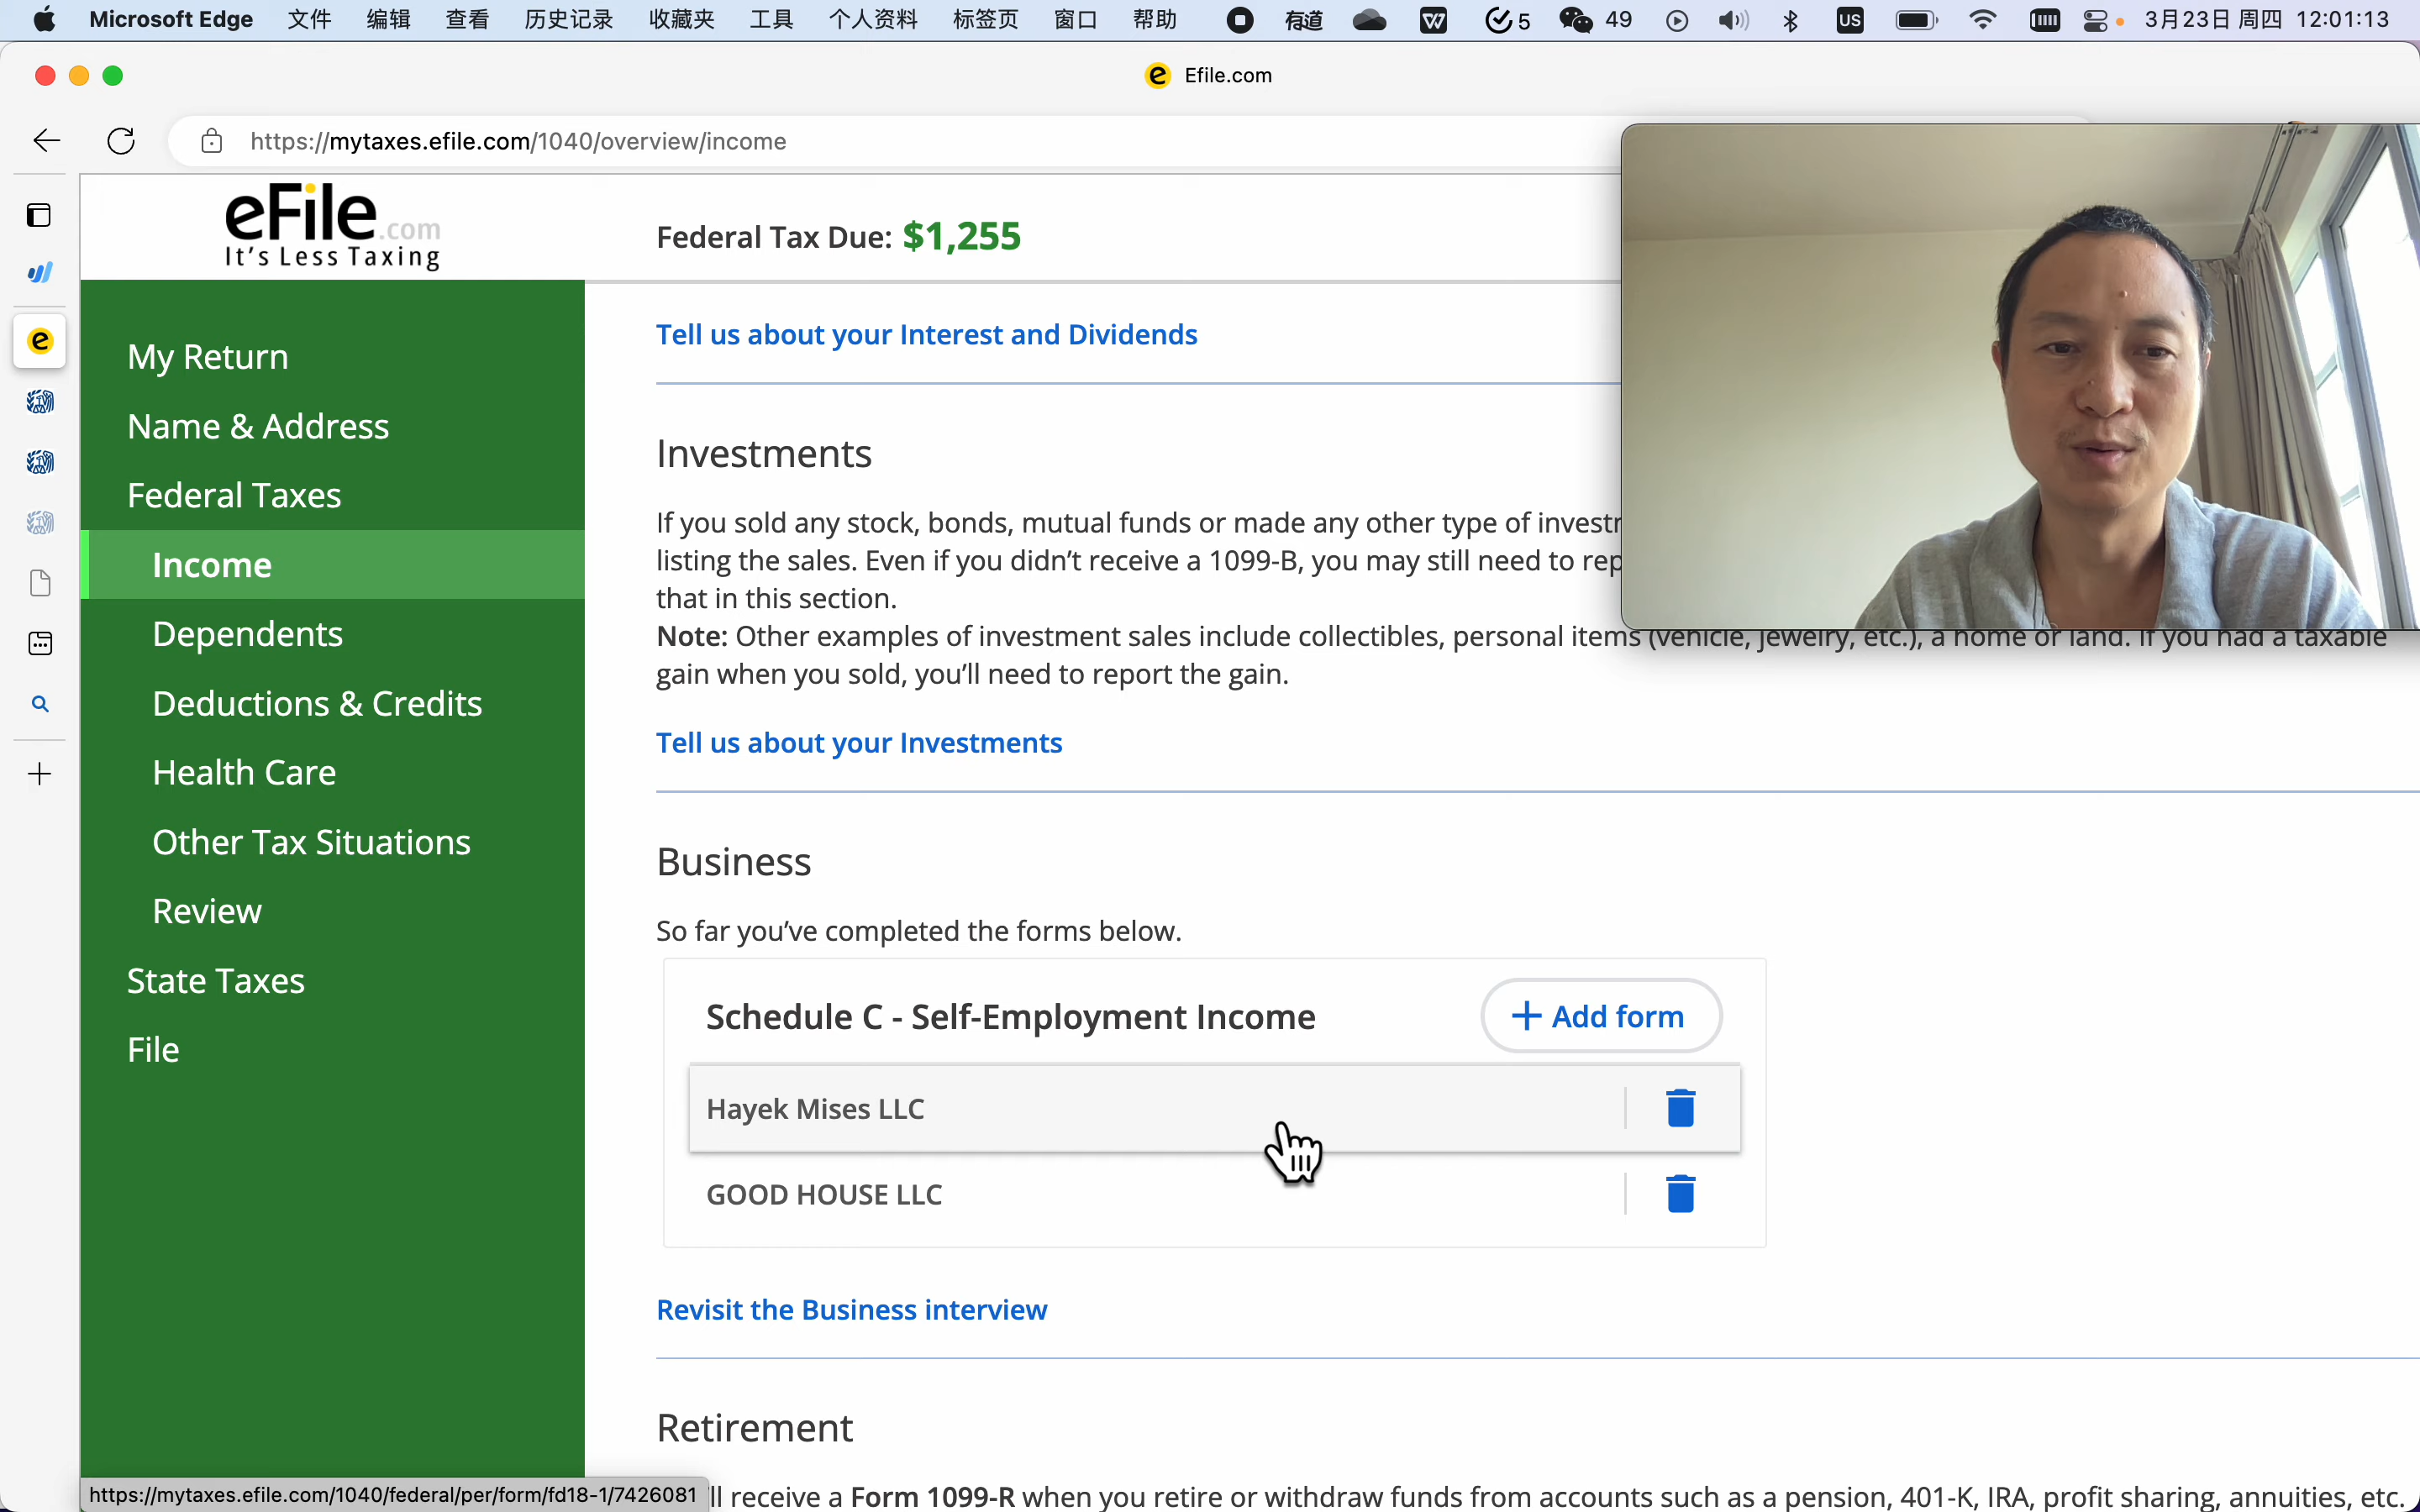 Microsoft Edge 文件 编辑 查看 历史记录 收藏夹 工具 个人资料 标签页 窗口 帮助 有道 5 49 US 3月23日 周四 12:01:13
e Efile.com
https://mytaxes.efile.com/1040/overview/income
eFile.com
It's Less Taxing
Federal Tax Due: $1,255
My Return
Name & Address
Federal Taxes
Income
Dependents
Deductions & Credits
Health Care
Other Tax Situations
Review
State Taxes
File
Tell us about your Interest and Dividends
Investments
If you sold any stock, bonds, mutual funds or made any other type of
listing the sales. Even if you didn't receive a 1099-B, you may still need to
that in this section.
Note: Other examples of investment sales include collectibles, personal items (vehicle, jewelry, etc.), a home or land. If you had a taxable
gain when you sold, you'll need to report the gain.
Tell us about your Investments
Business
So far you've completed the forms below.
Schedule C - Self-Employment Income
+ Add form
Hayek Mises LLC
GOOD HOUSE LLC
Revisit the Business interview
Retirement
'll receive a Form 1099-R when you retire or withdraw funds from accounts such as a pension, 401-K, IRA, profit sharing, annuities, etc.
https://mytaxes.efile.com/1040/federal/per/form/fd18-1/7426081